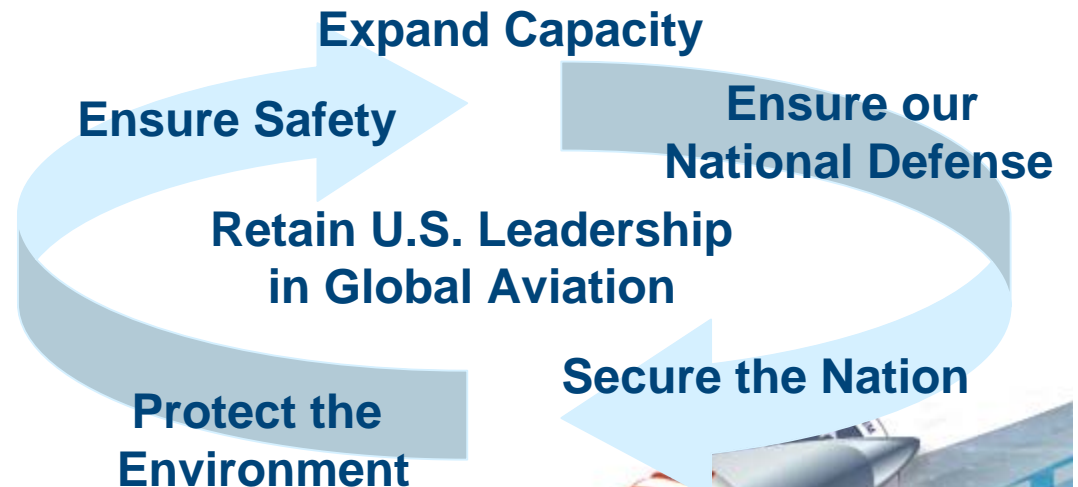 Expand Capacity
Ensure Safety
Ensure our
National Defense
Retain U.S. Leadership
in Global Aviation
Secure the Nation
Protect the
Environment